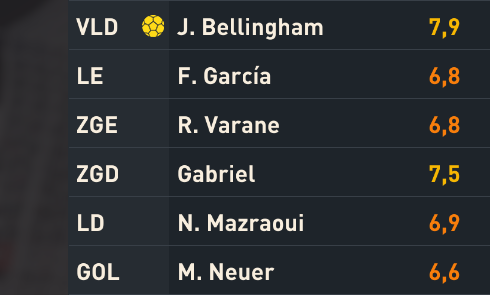 VLD J. Bellingham 7,9
LE F. García 6,8
ZGE R. Varane 6,8
ZGD Gabriel 7,5
LD N. Mazraoui 6,9
GOL M. Neuer 6,6